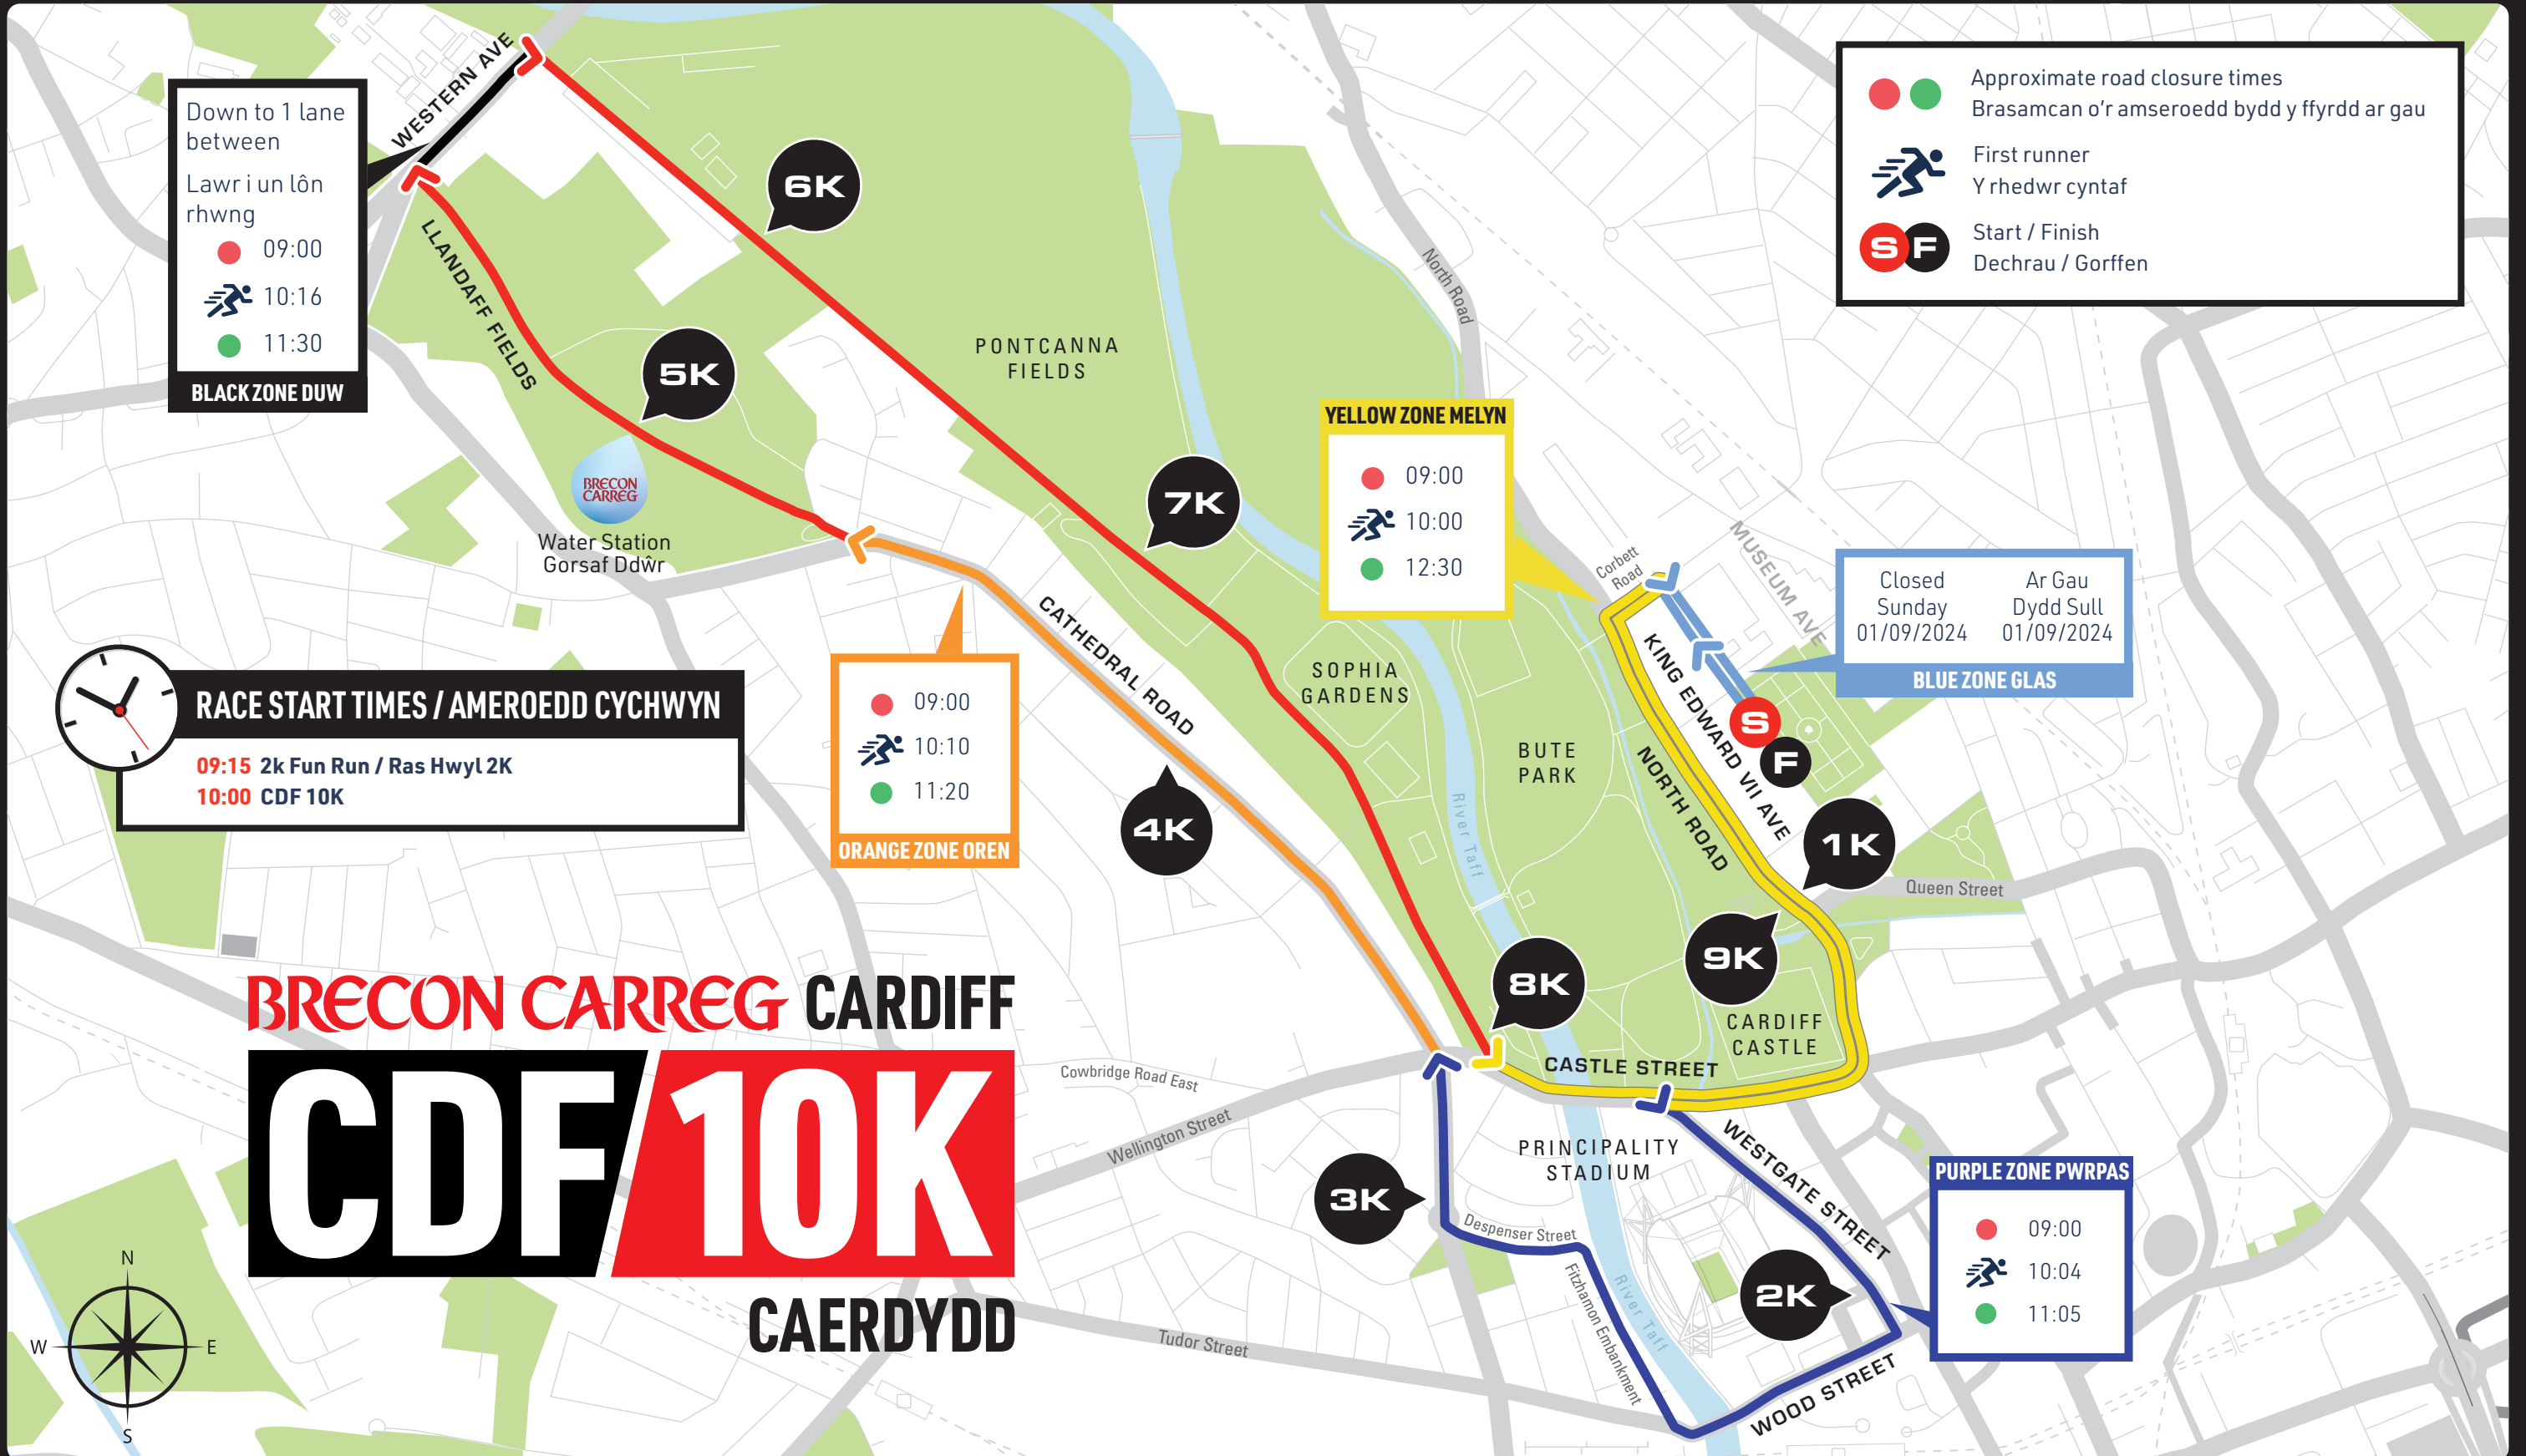 WESTERN AVE
Down to 1 lane
between
Lawr i un lôn
rhwng
09:00
10:16
11:30
BLACK ZONE DUW
LLANDAFF FIELDS
6K
5K
PONTCANNA
FIELDS
North Road
Approximate road closure times
Brasamcan o'r amseroedd bydd y ffyrdd ar gau
First runner
Y rhedwr cyntaf
S F
Start / Finish
Dechrau / Gorffen
BRECON
CARREG
Water Station
Gorsaf Ddŵr
7K
YELLOW ZONE MELYN
09:00
10:00
12:30
Corbett
Road
MUSEUM AVE
Closed
Sunday
01/09/2024
Ar Gau
Dydd Sull
01/09/2024
BLUE ZONE GLAS
RACE START TIMES / AMEROEDD CYCHWYN
09:15 2k Fun Run / Ras Hwyl 2K
10:00 CDF 10K
09:00
10:10
11:20
ORANGE ZONE OREN
CATHEDRAL ROAD
4K
SOPHIA
GARDENS
BUTE
PARK
River Taff
KING EDWARD VII AVE
NORTH ROAD
S
F
1K
Queen Street
9K
8K
CARDIFF
CASTLE
CASTLE STREET
BRECON CARREG CARDIFF
CDF 10K
CAERDYDD
Cowbridge Road East
Wellington Street
PRINCIPALITY
STADIUM
WESTGATE STREET
3K
Despenser Street
Fitzhamon Embankment
River Taff
2K
WOOD STREET
Tudor Street
PURPLE ZONE PWRPAS
09:00
10:04
11:05
N
W
E
S